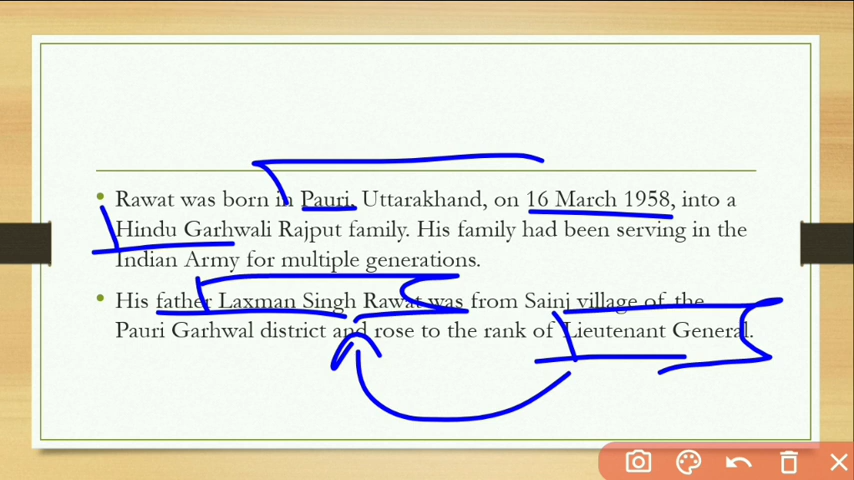 Rawat was born in Pauri, Uttarakhand, on 16 March 1958, into a
Hindu Garhwali Rajput family. His family had been serving in the
Indian Army for multiple generations.
His father Laxman Singh Rawat was from Sainj village of the
Pauri Garhwal district and rose to the rank of Lieutenant General.